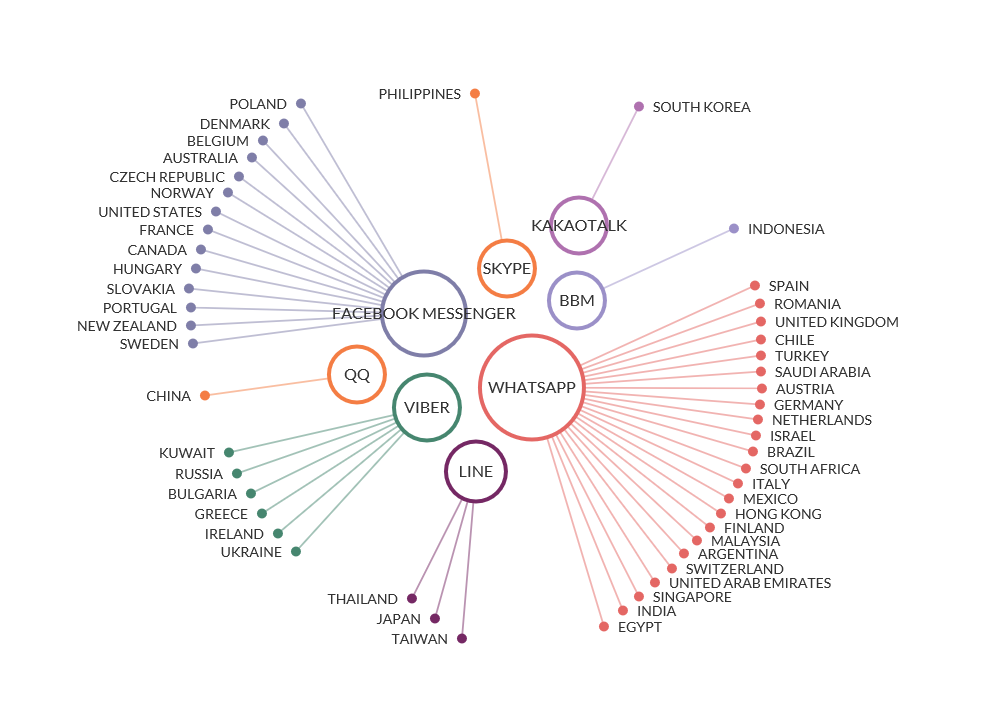 PHILIPPINES
POLAND
DENMARK
BELGIUM
AUSTRALIA
CZECH REPUBLIC
NORWAY
UNITED STATES
FRANCE
CANADA
HUNGARY
SLOVAKIA
PORTUGAL
NEW ZEALAND
SWEDEN
CHINA
KUWAIT
RUSSIA
BULGARIA
GREECE
IRELAND
UKRAINE
THAILAND
JAPAN
TAIWAN
FACEBOOK MESSENGER
SKYPE
KAKAOTALK
BBM
QQ
VIBER
WHATSAPP
LINE
SOUTH KOREA
INDONESIA
SPAIN
ROMANIA
UNITED KINGDOM
CHILE
TURKEY
SAUDI ARABIA
AUSTRIA
GERMANY
NETHERLANDS
ISRAEL
BRAZIL
SOUTH AFRICA
ITALY
MEXICO
HONG KONG
FINLAND
MALAYSIA
ARGENTINA
SWITZERLAND
UNITED ARAB EMIRATES
SINGAPORE
INDIA
EGYPT